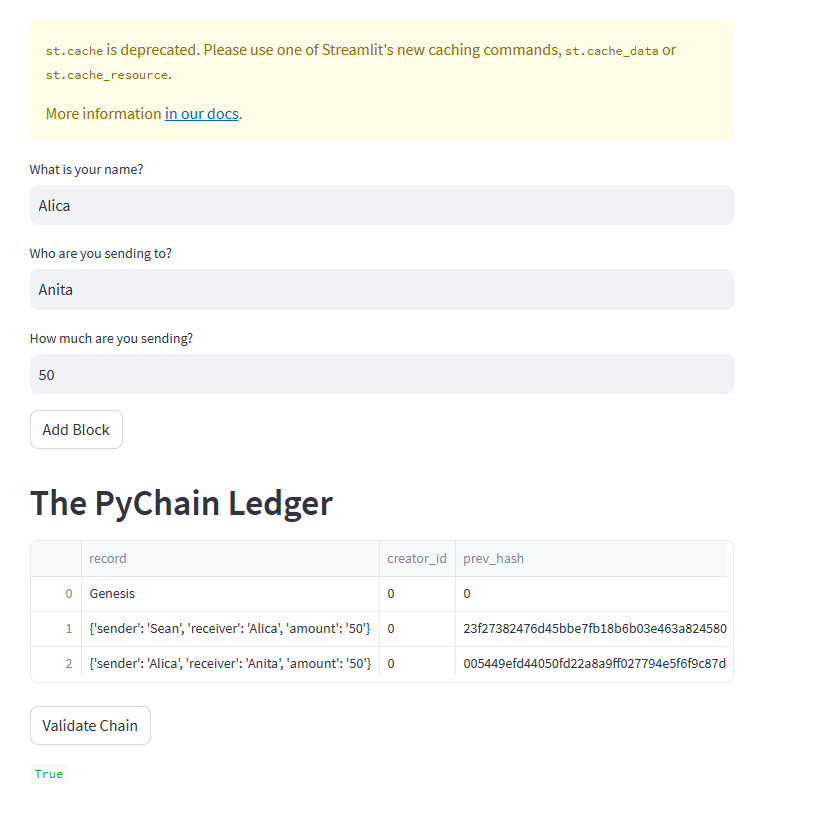 st.cache is deprecated. Please use one of Streamlit's new caching commands, st.cache_data or
st.cache_resource.
More information in our docs.
What is your name?
Alica
Who are you sending to?
Anita
How much are you sending?
50
Add Block
The PyChain Ledger
record creator_id prev_hash
0 Genesis 0 0
1 {'sender': 'Sean', 'receiver': 'Alica', 'amount': '50'} 0 23f27382476d45bbe7fb18b6b03e463a824580
2 {'sender': 'Alica', 'receiver': 'Anita', 'amount': '50'} 0 005449efd44050fd22a8a9ff027794e5f6f9c87d
Validate Chain
True